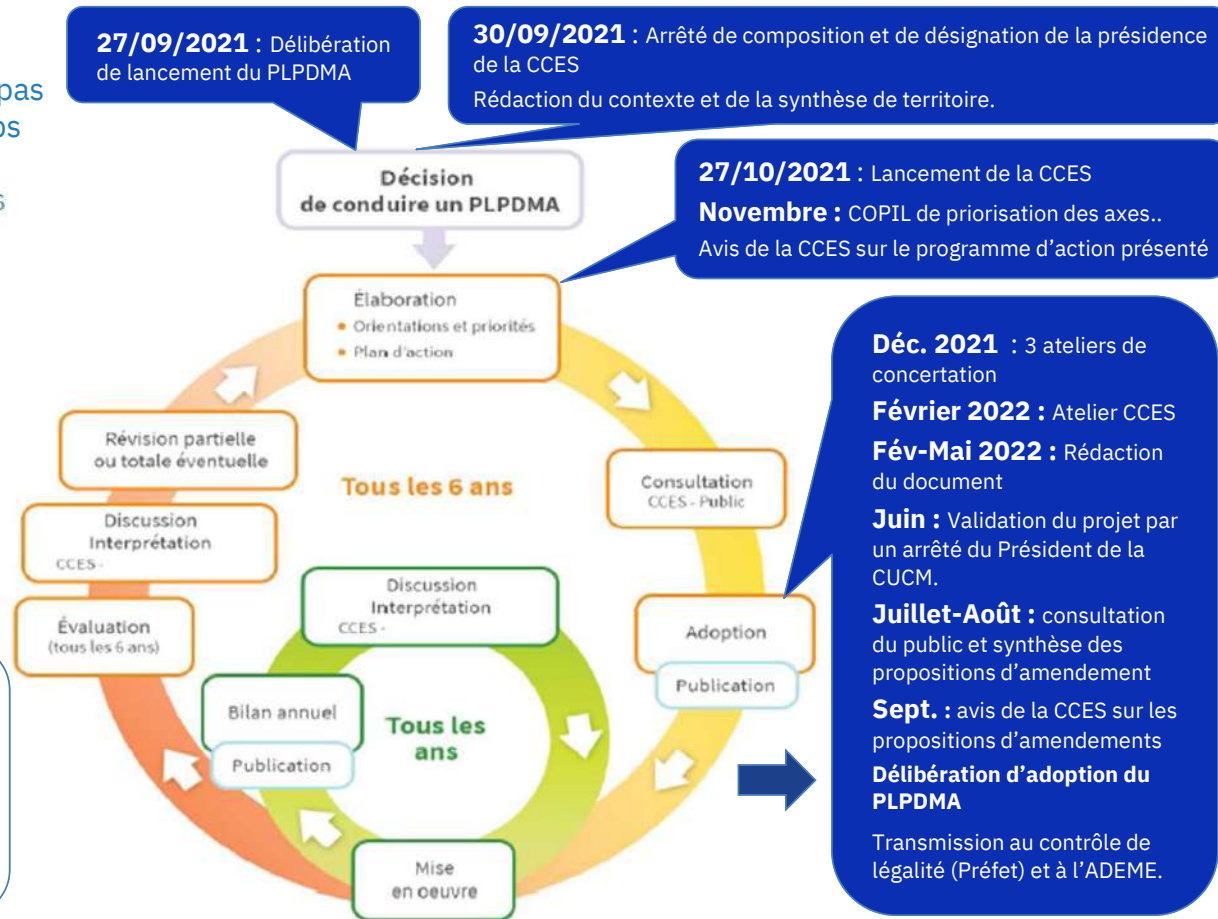 pas
s
27/09/2021 : Délibération
de lancement du PLPDMA
30/09/2021 : Arrêté de composition et de désignation de la présidence
de la CCES
Rédaction du contexte et de la synthèse de territoire.
Décision
de conduire un PLPDMA
27/10/2021 : Lancement de la CCES
Novembre : COPIL de priorisation des axes..
Avis de la CCES sur le programme d’action présenté
Élaboration
• Orientations et priorités
• Plan d'action
Révision partielle
ou totale éventuelle
Tous les 6 ans
Consultation
CCES - Public
Discussion
Interprétation
CCES -
Discussion
Interprétation
CCES -
Évaluation
(tous les 6 ans)
Adoption
Publication
Bilan annuel
Publication
Tous les
ans
Mise
en oeuvre
Déc. 2021 : 3 ateliers de
concertation
Février 2022 : Atelier CCES
Fév-Mai 2022 : Rédaction
du document
Juin : Validation du projet par
un arrêté du Président de la
CUCM.
Juillet-Août : consultation
du public et synthèse des
propositions d’amendement
Sept. : avis de la CCES sur les
propositions d’amendements
Délibération d’adoption du
PLPDMA
Transmission au contrôle de
légalité (Préfet) et à l’ADEME.